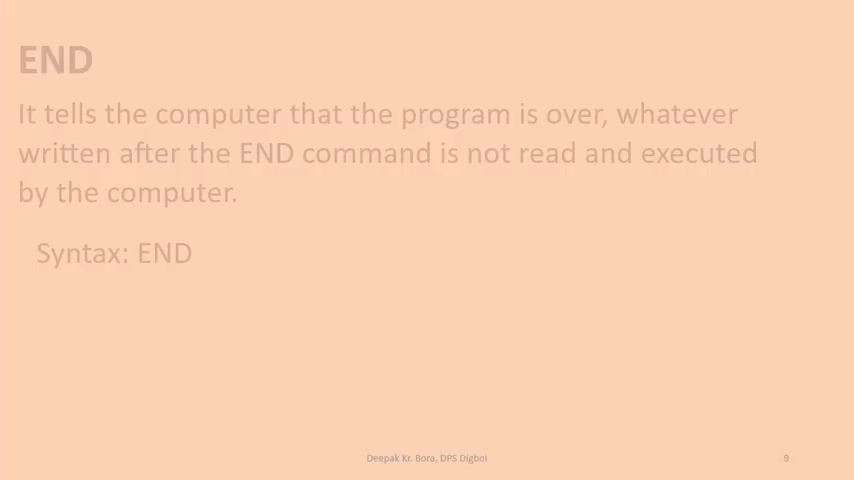 END
It tells the computer that the program is over, whatever
written after the END command is not read and executed
by the computer.
Syntax: END
Deepak Kr. Bora, DPS Digboi
9